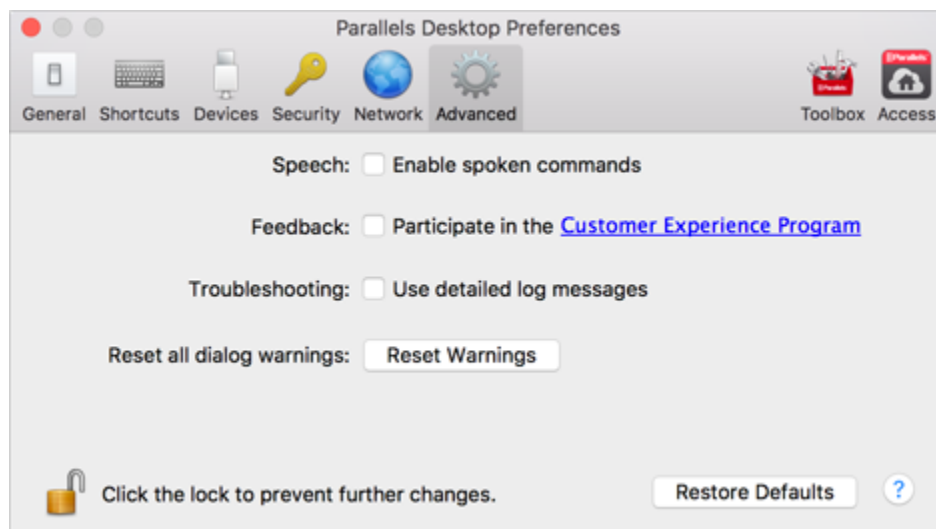 Parallels Desktop Preferences
General Shortcuts Devices Security Network Advanced Toolbox Access
Speech: Enable spoken commands
Feedback: Participate in the Customer Experience Program
Troubleshooting: Use detailed log messages
Reset all dialog warnings: Reset Warnings
Click the lock to prevent further changes. Restore Defaults ?